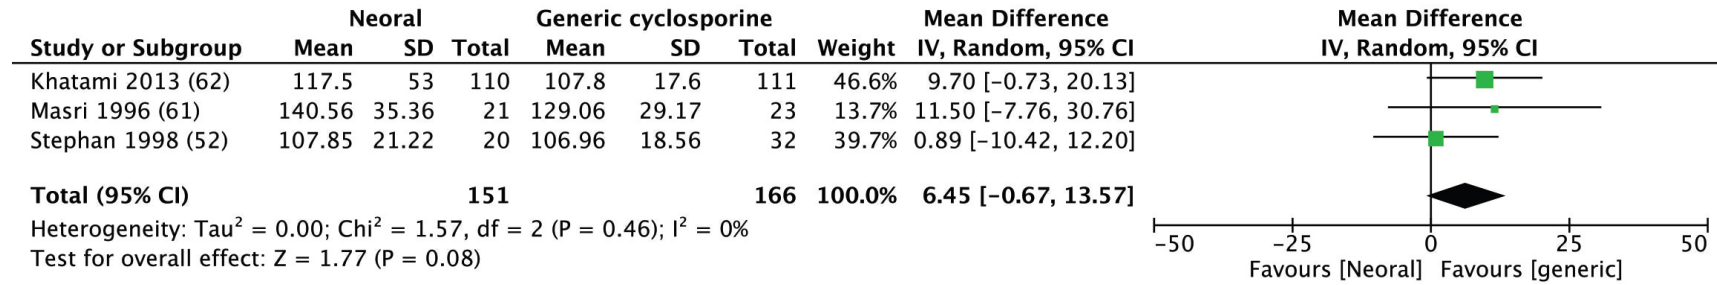 Neoral Generic cyclosporine Mean Difference Mean Difference
Study or Subgroup Mean SD Total Mean SD Total Weight IV, Random, 95% CI IV, Random, 95% CI
Khatami 2013 (62) 117.5 53 110 107.8 17.6 111 46.6% 9.70 [−0.73, 20.13]
Masri 1996 (61) 140.56 35.36 21 129.06 29.17 23 13.7% 11.50 [−7.76, 30.76]
Stephan 1998 (52) 107.85 21.22 20 106.96 18.56 32 39.7% 0.89 [−10.42, 12.20]
Total (95% CI) 151 166 100.0% 6.45 [−0.67, 13.57]
Heterogeneity: Tau² = 0.00; Chi² = 1.57, df = 2 (P = 0.46); I² = 0%
Test for overall effect: Z = 1.77 (P = 0.08)
−50 −25 0 25 50
Favours [Neoral] Favours [generic]